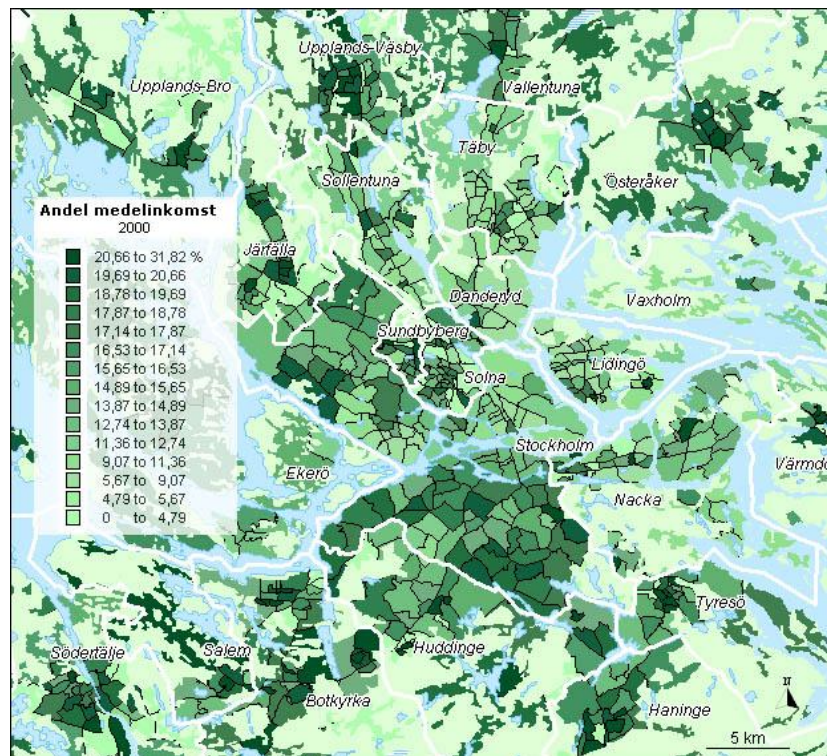 Upplands-Väsby
Upplands-Bro
Vallentuna
Täby
Sollentuna
Österåker
Andel medelinkomst
2000
20,66 to 31,82 %
19,69 to 20,66
18,78 to 19,69
17,87 to 18,78
17,14 to 17,87
16,53 to 17,14
15,65 to 16,53
14,89 to 15,65
13,87 to 14,89
12,74 to 13,87
11,36 to 12,74
9,07 to 11,36
5,67 to 9,07
4,79 to 5,67
0 to 4,79
Järfälla
Danderyd
Vaxholm
Sundbyberg
Lidingö
Solna
Stockholm
Ekerö
Värmdö
Nacka
Tyresö
Södertälje
Salem
Huddinge
Botkyrka
Haninge
N
5 km